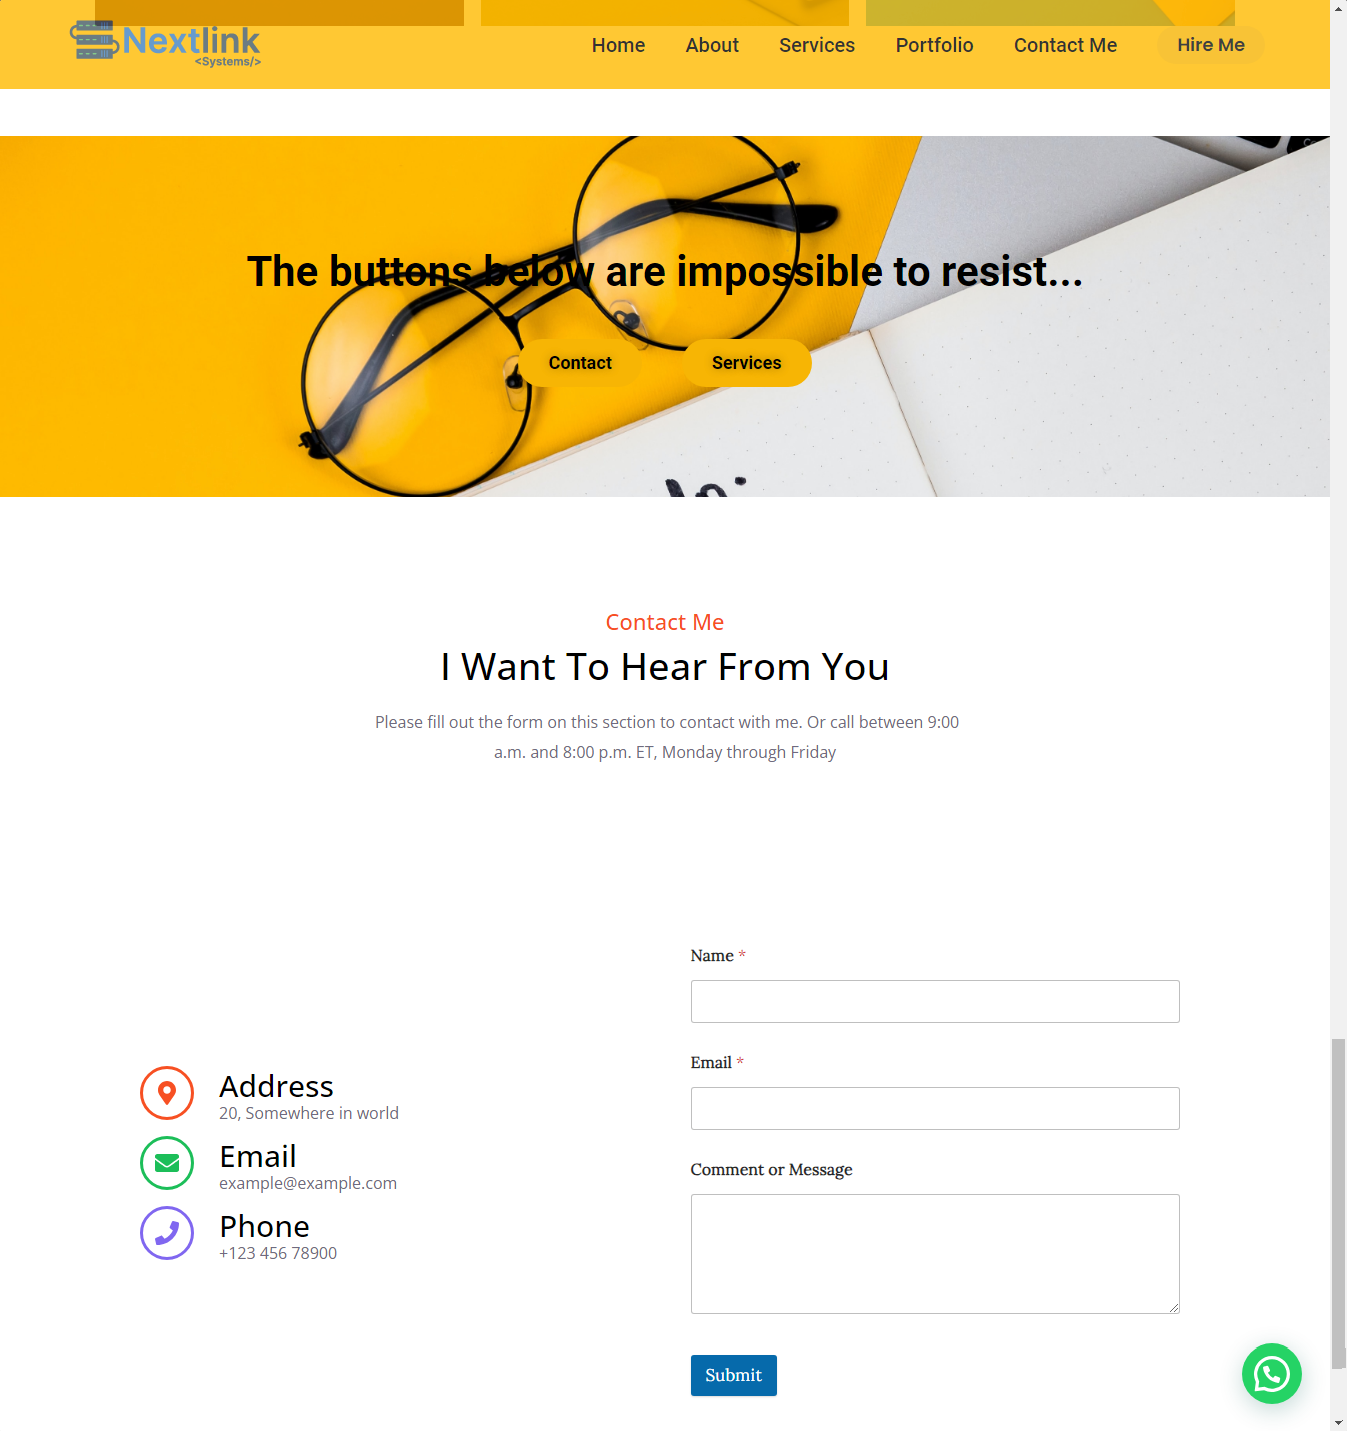 Nextlink
<Systems/>
Home
About
Services
Portfolio
Contact Me
Hire Me
The buttons below are impossible to resist...
Contact
Services
Contact Me
I Want To Hear From You
Please fill out the form on this section to contact with me. Or call between 9:00
a.m. and 8:00 p.m. ET, Monday through Friday
Address
20, Somewhere in world
Email
example@example.com
Phone
+123 456 78900
Name *
Email *
Comment or Message
Submit